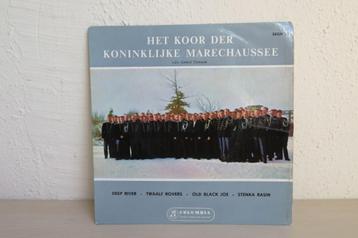 HET KOOR DER
KONINKLIJKE MARECHAUSSEE
DEEP RIVER - TWAALF ROVERS - OLD BLACK JOE - STENKA RASIN
COLUMBIA